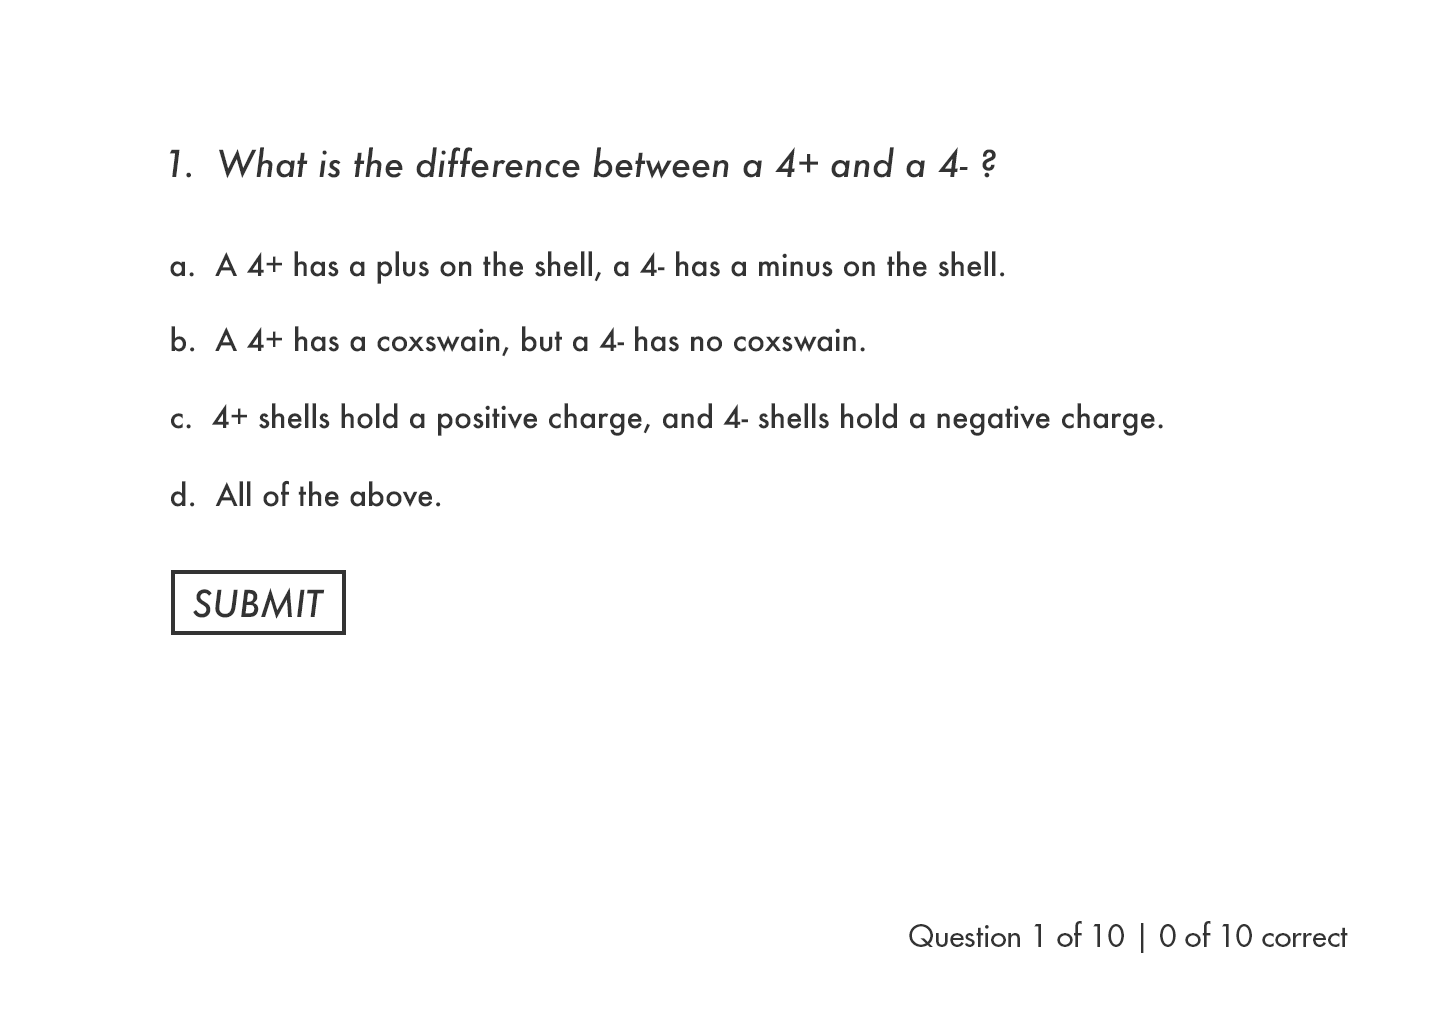 1. What is the difference between a 4+ and a 4- ?
a. A 4+ has a plus on the shell, a 4- has a minus on the shell.
b. A 4+ has a coxswain, but a 4- has no coxswain.
c. 4+ shells hold a positive charge, and 4- shells hold a negative charge.
d. All of the above.
SUBMIT
Question 1 of 10 | 0 of 10 correct